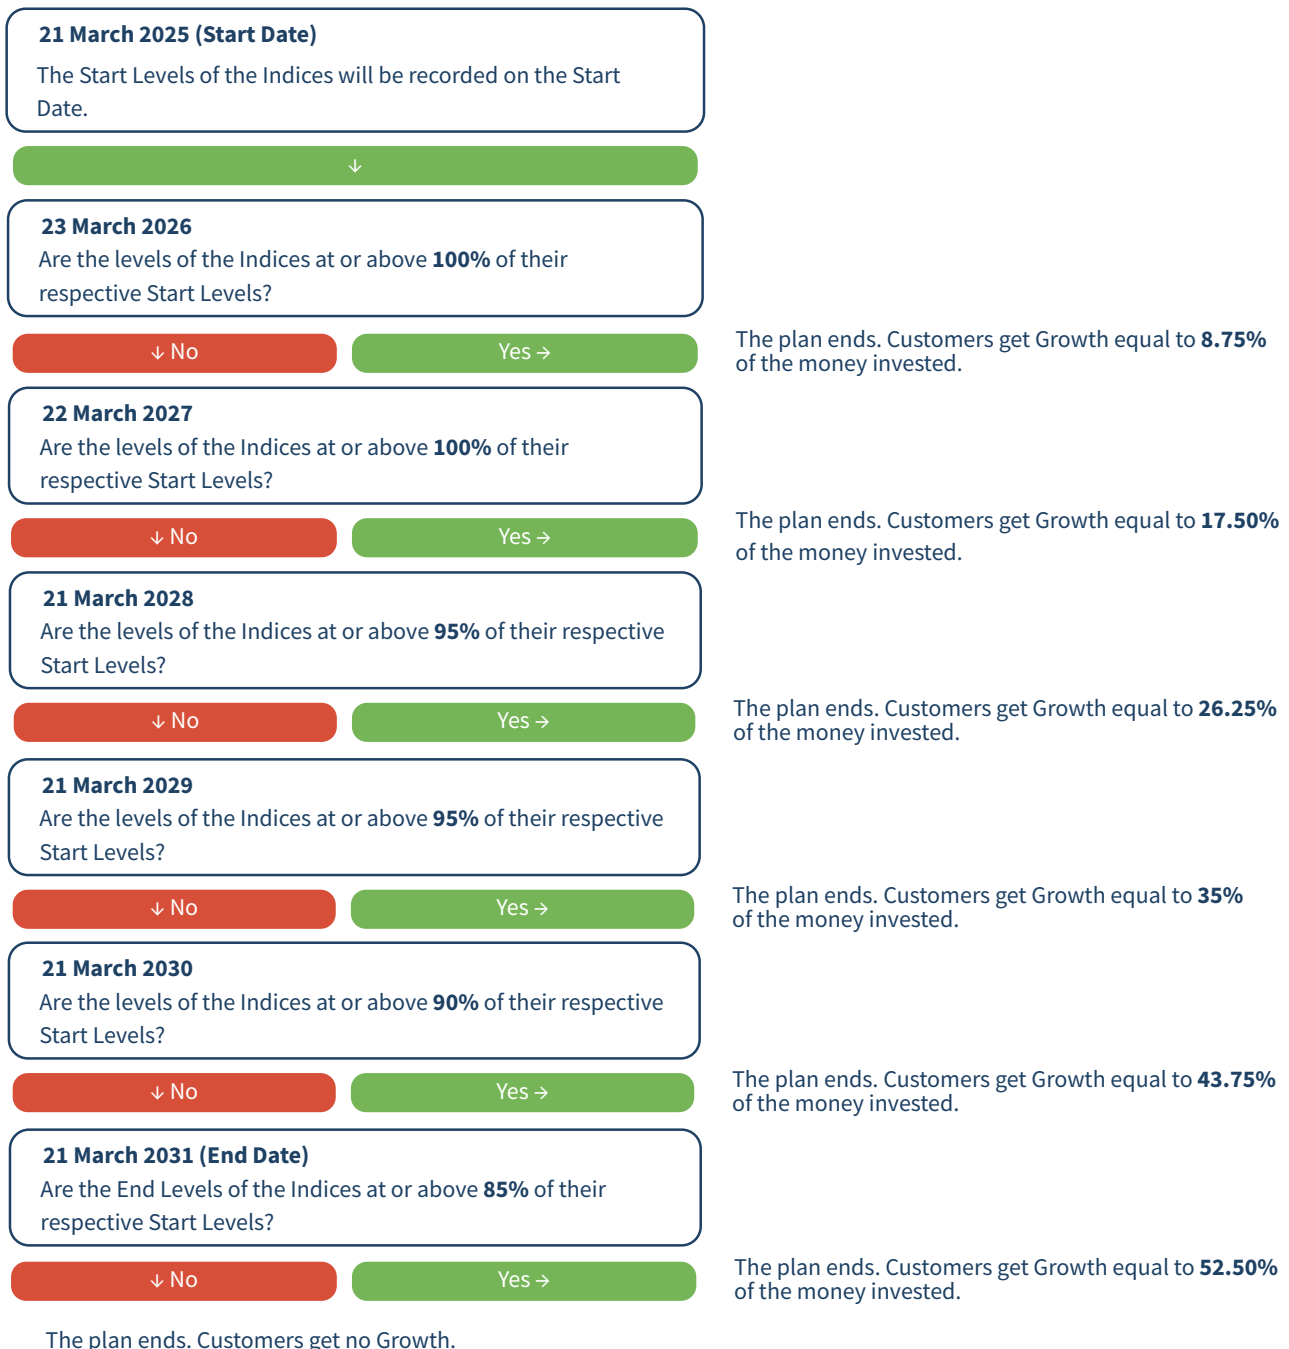 21 March 2025 (Start Date)
The Start Levels of the Indices will be recorded on the Start
Date.
↓
23 March 2026
Are the levels of the Indices at or above 100% of their
respective Start Levels?
↓ No
Yes →
The plan ends. Customers get Growth equal to 8.75%
of the money invested.
22 March 2027
Are the levels of the Indices at or above 100% of their
respective Start Levels?
↓ No
Yes →
The plan ends. Customers get Growth equal to 17.50%
of the money invested.
21 March 2028
Are the levels of the Indices at or above 95% of their respective
Start Levels?
↓ No
Yes →
The plan ends. Customers get Growth equal to 26.25%
of the money invested.
21 March 2029
Are the levels of the Indices at or above 95% of their respective
Start Levels?
↓ No
Yes →
The plan ends. Customers get Growth equal to 35%
of the money invested.
21 March 2030
Are the levels of the Indices at or above 90% of their respective
Start Levels?
↓ No
Yes →
The plan ends. Customers get Growth equal to 43.75%
of the money invested.
21 March 2031 (End Date)
Are the End Levels of the Indices at or above 85% of their
respective Start Levels?
↓ No
Yes →
The plan ends. Customers get Growth equal to 52.50%
of the money invested.
The plan ends. Customers get no Growth.